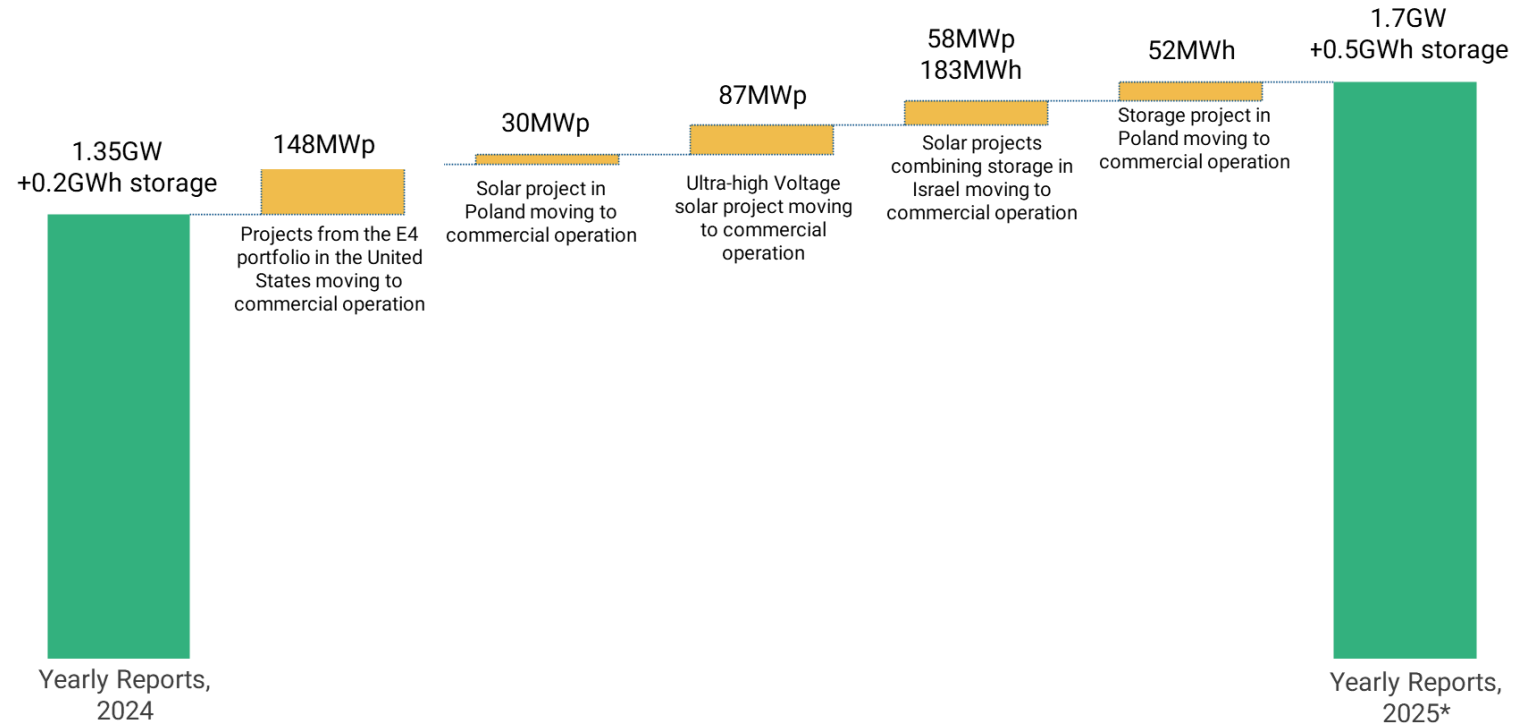 1.35GW
+0.2GWh storage
Yearly Reports,
2024
148MWp
Projects from the E4
portfolio in the United
States moving to
commercial operation
30MWp
Solar project in
Poland moving to
commercial operation
87MWp
Ultra-high Voltage
solar project moving
to commercial
operation
58MWp
183MWh
Solar projects
combining storage in
Israel moving to
commercial operation
52MWh
Storage project in
Poland moving to
commercial operation
1.7GW
+0.5GWh storage
Yearly Reports,
2025*